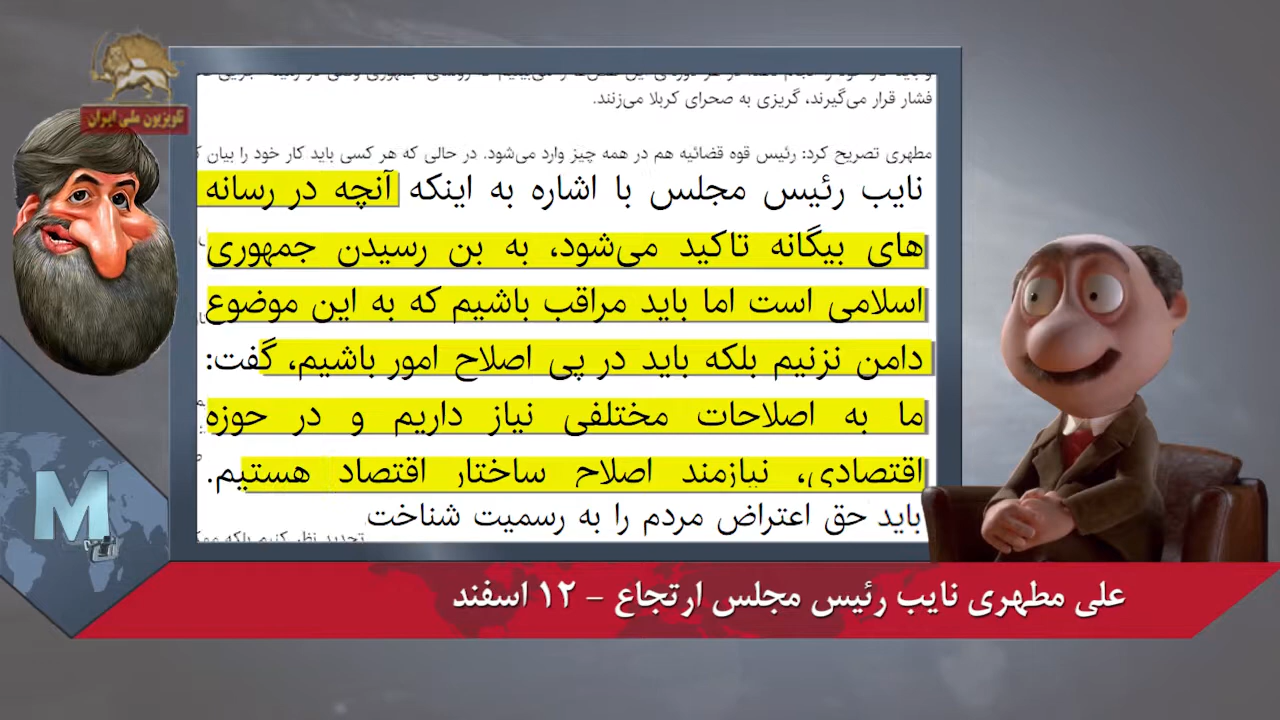 تلویزیون ملی ایران
فشار قرار می‌گیرند، گریزی به صحرای کربلا می‌زنند.
مطهری تصریح کرد: رئیس قوه قضائیه هم در همه چیز وارد می‌شود. در حالی که هر کسی باید کار خود را بیان
نایب رئیس مجلس با اشاره به اینکه آنچه در رسانه
های بیگانه تاکید می‌شود، به بن رسیدن جمهوری
اسلامی است اما باید مراقب باشیم که به این موضوع
دامن نزنیم بلکه باید در پی اصلاح امور باشیم، گفت:
ما به اصلاحات مختلفی نیاز داریم و در حوزه
اقتصادی، نیازمند اصلاح ساختار اقتصاد هستیم.
باید حق اعتراض مردم را به رسمیت شناخت
تجدید نظر کنیم بلکه
M
علی مطهری نایب رئیس مجلس ارتجاع – ۱۲ اسفند